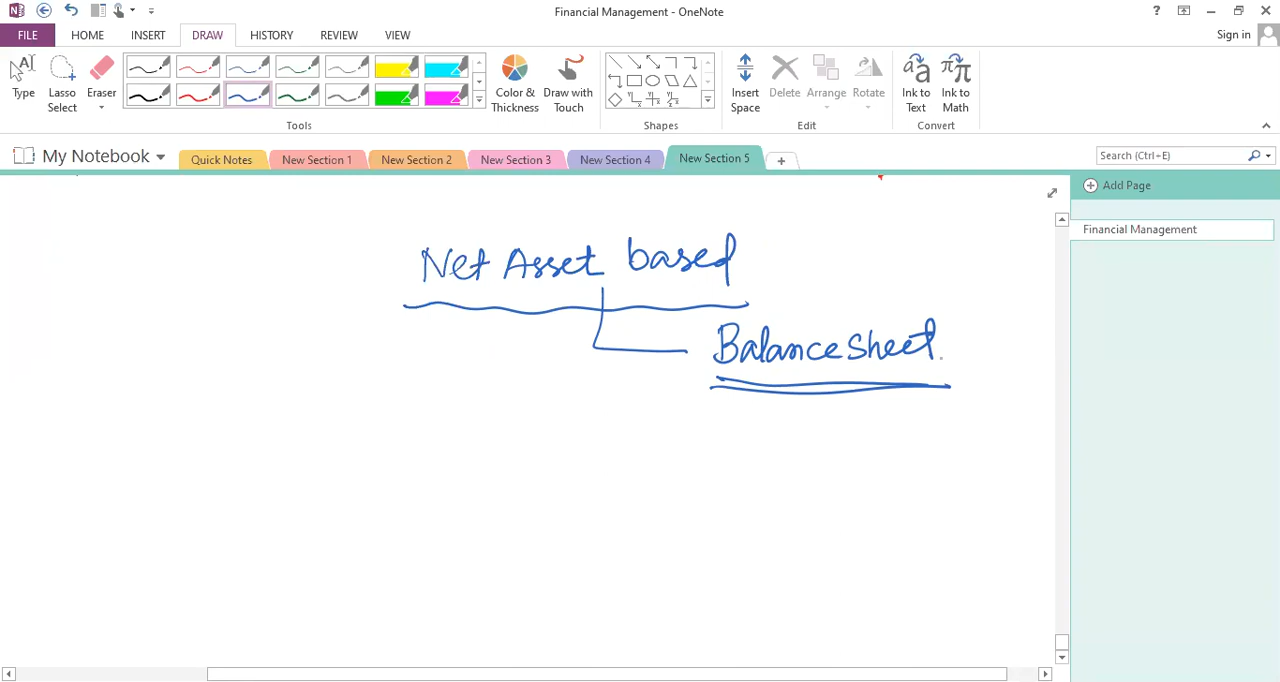 Financial Management - OneNote
?
FILE HOME INSERT DRAW HISTORY REVIEW VIEW
Sign in
Type
Lasso Select
Eraser
Color & Thickness
Draw with Touch
Insert Space
Delete
Arrange
Rotate
Ink to Text
Ink to Math
Tools
Shapes
Edit
Convert
My Notebook
Quick Notes
New Section 1
New Section 2
New Section 3
New Section 4
New Section 5
Search (Ctrl+E)
Add Page
Financial Management
Net Asset based
Balance Sheet.